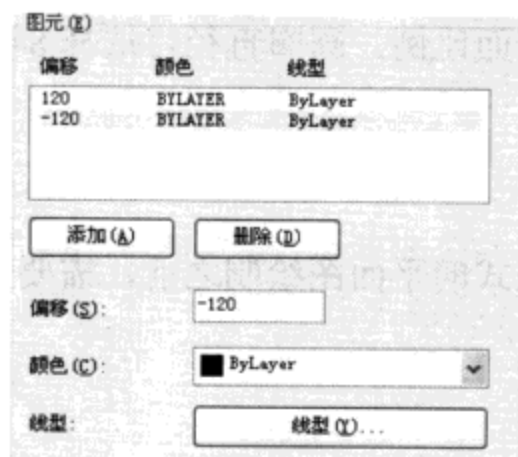 图元(E)
偏移 颜色 线型
120 BYLAYER ByLayer
-120 BYLAYER ByLayer
添加(A) 删除(D)
偏移(S): -120
颜色(C): ByLayer
线型: 线型(Y)...